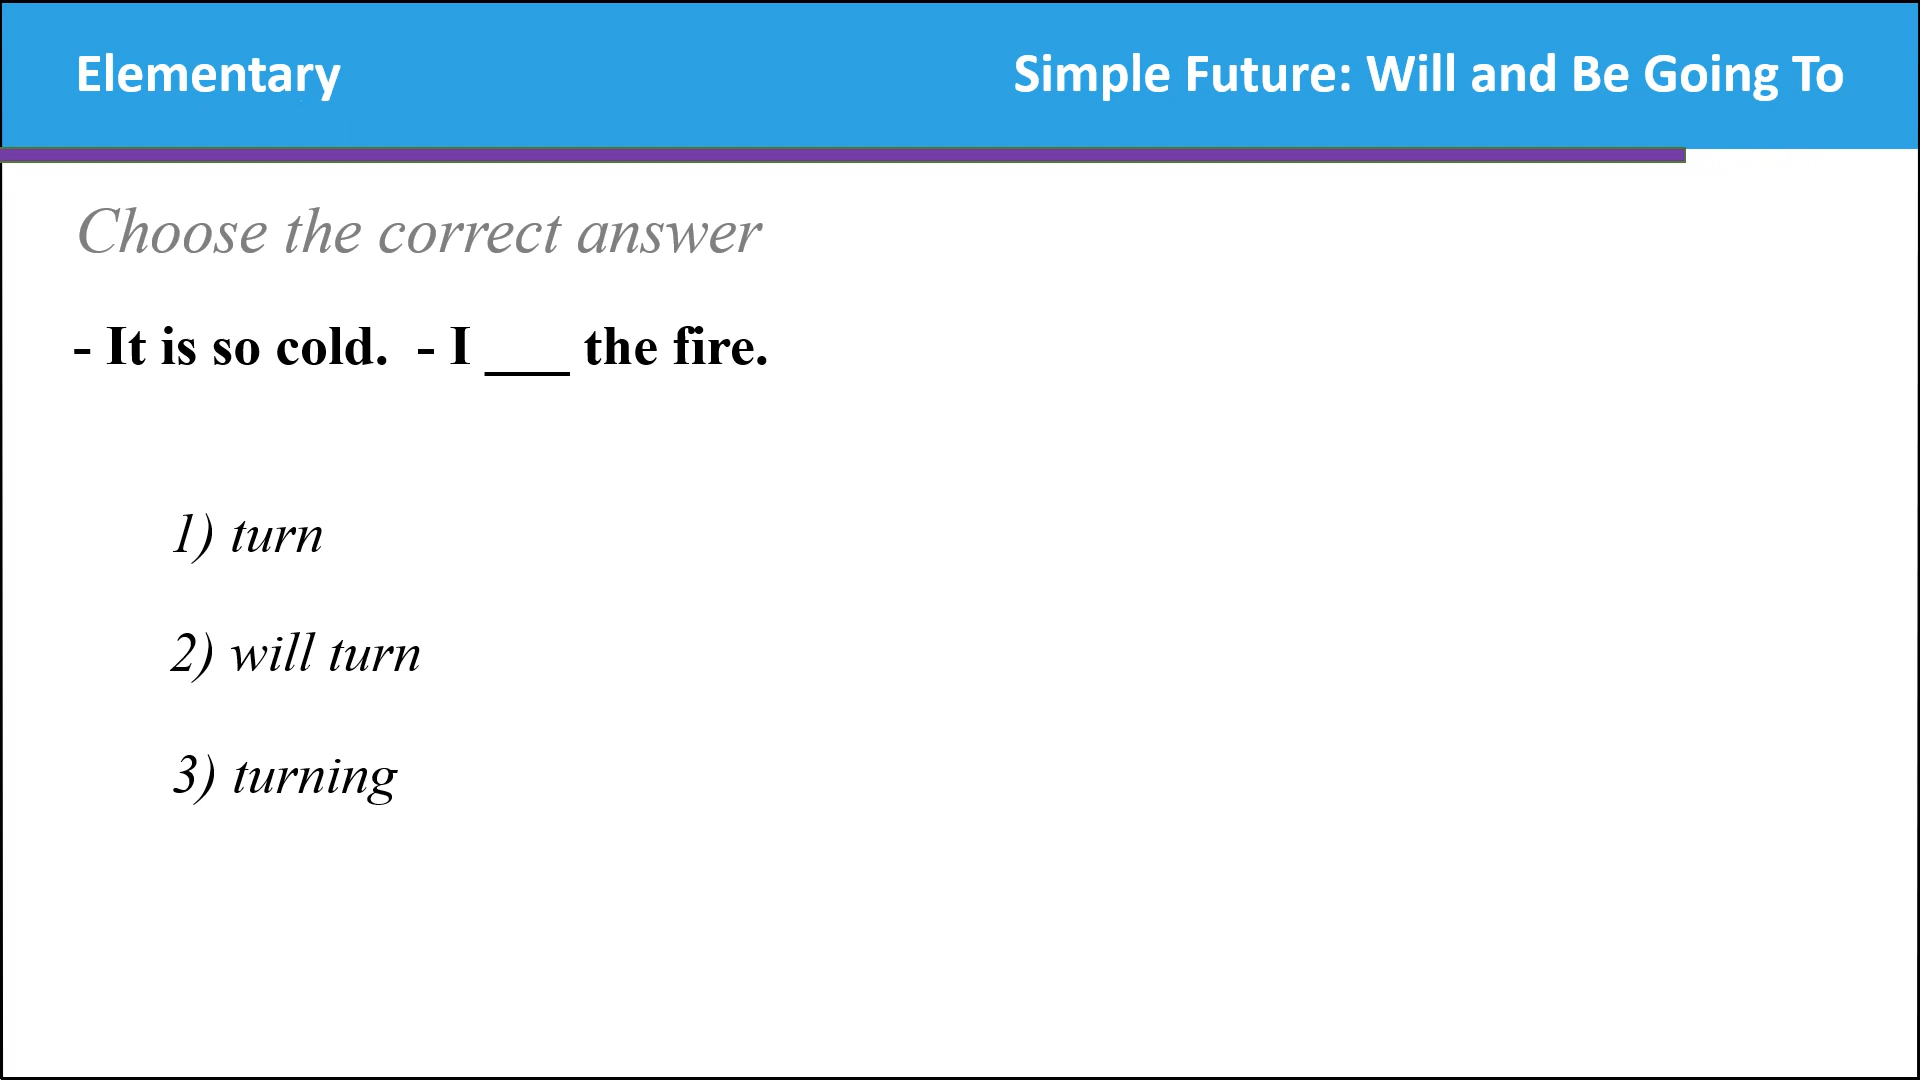 Elementary
Simple Future: Will and Be Going To
Choose the correct answer
- It is so cold.  - I ___ the fire.
1) turn
2) will turn
3) turning